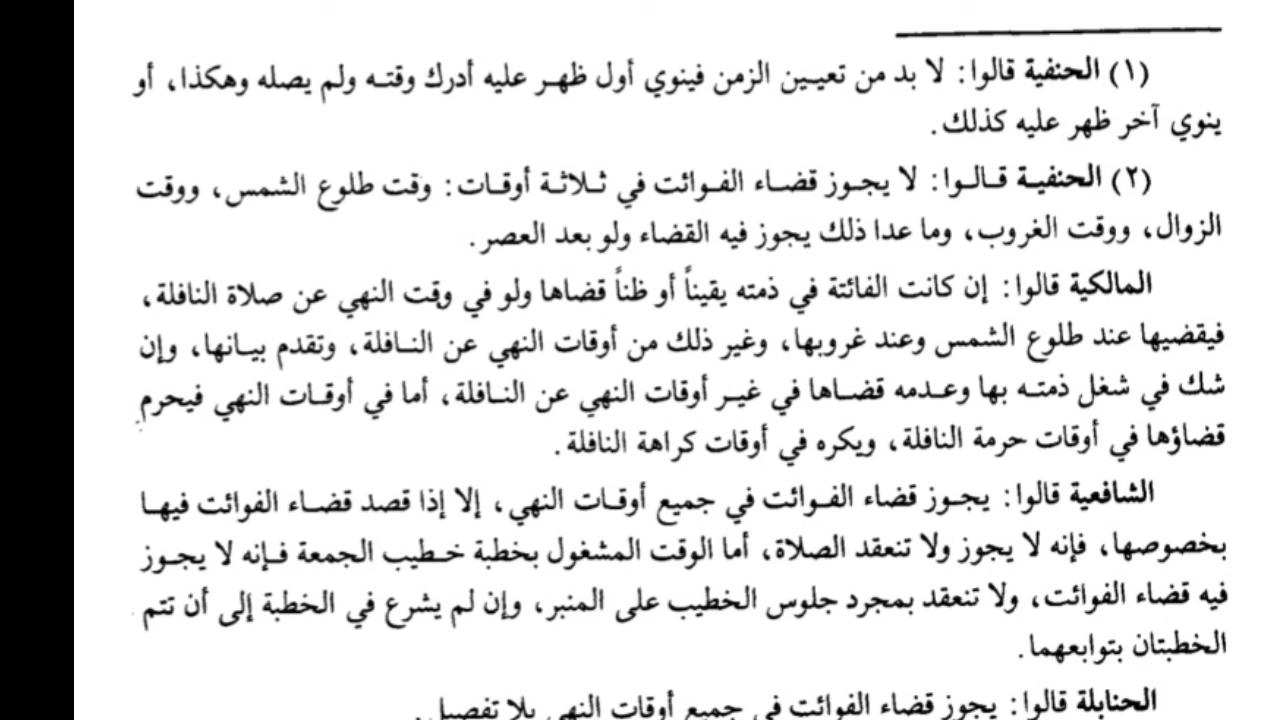 (١) الحنفية قالوا: لا بد من تعيين الزمن فينوي أول ظهر عليه أدرك وقته ولم يصله وهكذا، أو
ينوي آخر ظهر عليه كذلك.
(٢) الحنفية قالوا: لا يجوز قضاء الفوائت في ثلاثة أوقات: وقت طلوع الشمس، ووقت
الزوال، ووقت الغروب، وما عدا ذلك يجوز فيه القضاء ولو بعد العصر.
المالكية قالوا: إن كانت الفائتة في ذمته يقيناً أو ظناً قضاها ولو في وقت النهي عن صلاة النافلة،
فيقضيها عند طلوع الشمس وعند غروبها، وغير ذلك من أوقات النهي عن النافلة، وتقدم بيانها، وإن
شك في شغل ذمته بها وعدمه قضاها في غير أوقات النهي عن النافلة، أما في أوقات النهي فيحرم
قضاؤها في أوقات حرمة النافلة، ويكره في أوقات كراهة النافلة.
الشافعية قالوا: يجوز قضاء الفوائت في جميع أوقات النهي، إلا إذا قصد قضاء الفوائت فيها
بخصوصها، فإنه لا يجوز ولا تنعقد الصلاة، أما الوقت المشغول بخطبة خطيب الجمعة فإنه لا يجوز
فيه قضاء الفوائت، ولا تنعقد بمجرد جلوس الخطيب على المنبر، وإن لم يشرع في الخطبة إلى أن تتم
الخطبتان بتوابعهما.
الحنابلة قالوا: يجوز قضاء الفوائت في جميع أوقات النهي بلا تفصيل.